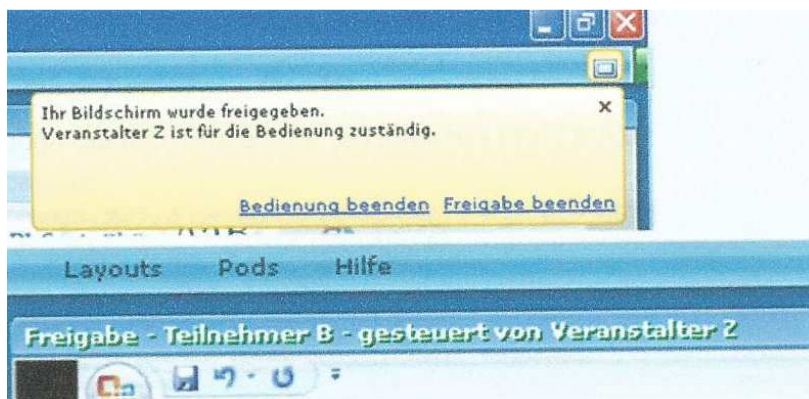 Ihr Bildschirm wurde freigegeben.
Veranstalter Z ist für die Bedienung zuständig.
Bedienung beenden Freigabe beenden
Layouts Pods Hilfe
Freigabe - Teilnehmer B - gesteuert von Veranstalter Z